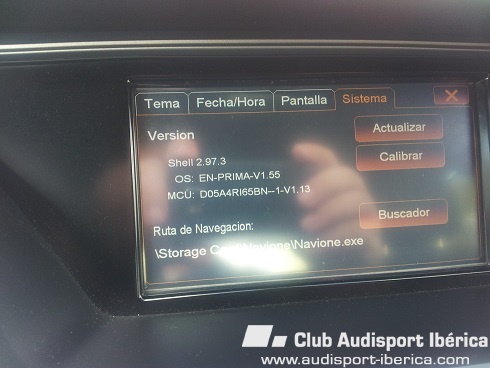 Tema Fecha/Hora Pantalla Sistema
Version
Actualizar
Shell 2.97.3
Calibrar
OS: EN-PRIMA-V1.55
MCU: D05A4RI65BN--1-V1.13
Buscador
Ruta de Navegacion:
\Storage Navione\Navione.exe
Club Audisport Ibérica
www.audisport-iberica.com